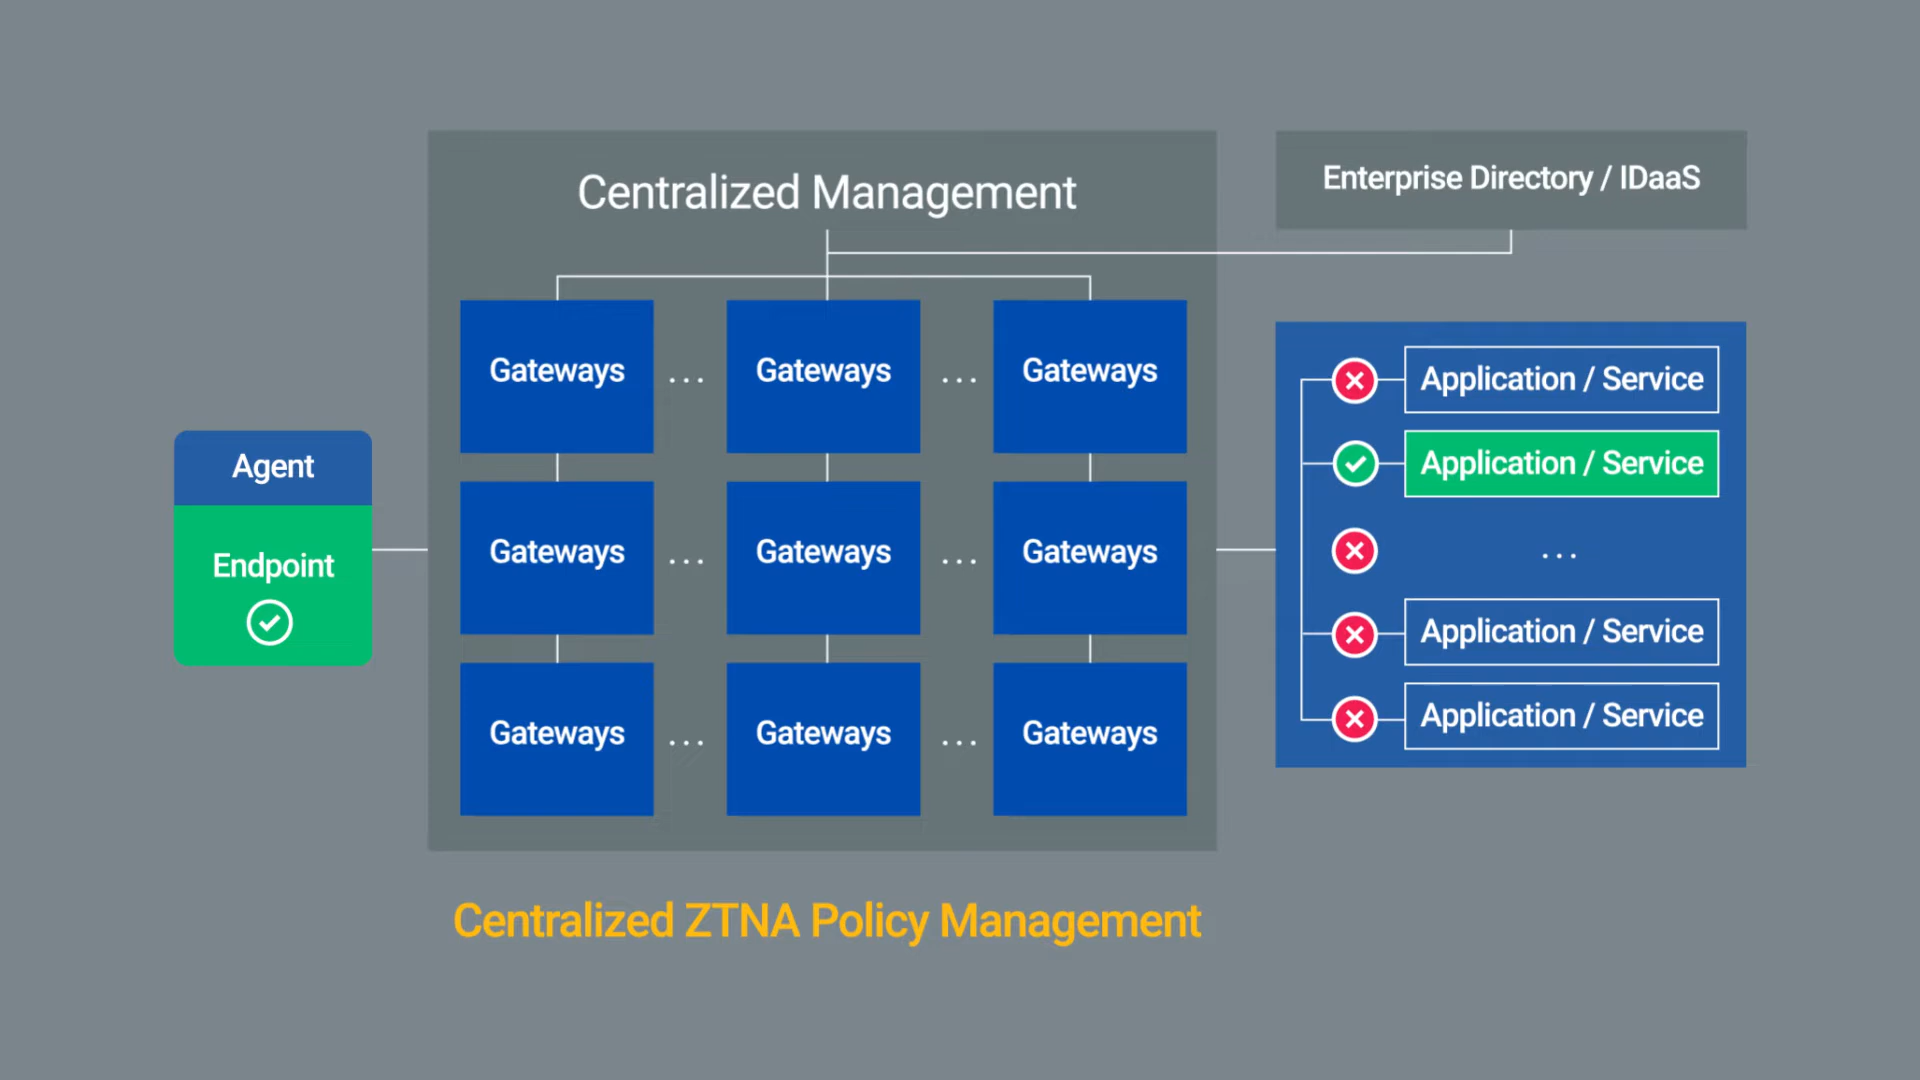 Centralized Management
Enterprise Directory / IDaaS
Gateways ... Gateways ... Gateways
Gateways ... Gateways ... Gateways
Gateways ... Gateways ... Gateways
Agent
Endpoint
Application / Service
Application / Service
...
Application / Service
Application / Service
Centralized ZTNA Policy Management